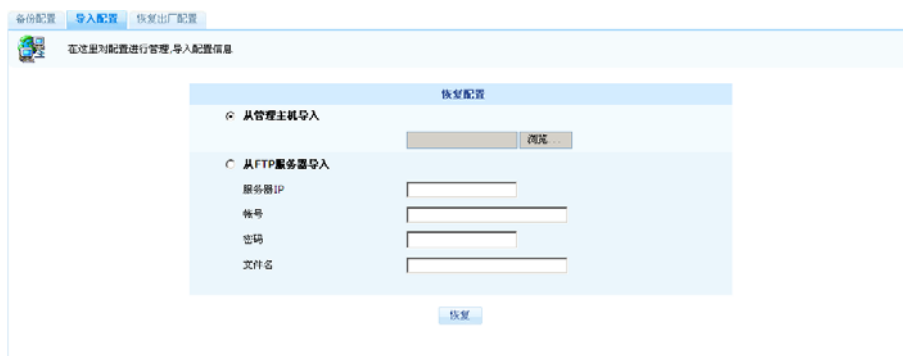 备份配置 导入配置 恢复出厂配置
在这里对配置进行管理,导入配置信息
恢复配置
从管理主机导入
浏览...
从FTP服务器导入
服务器IP
帐号
密码
文件名
恢复